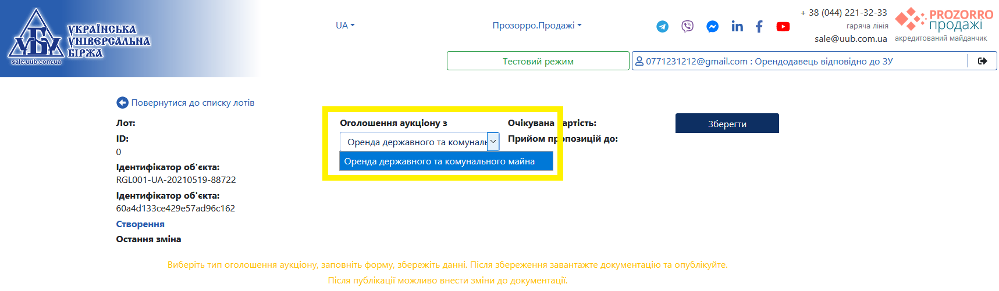 УКРАЇНСЬКА
УНІВЕРСАЛЬНА
БІРЖА
УБУ
sale.uub.com.ua
UA
Прозорро.Продажі
+ 38 (044) 221-32-33
гаряча лінія
sale@uub.com.ua
PROZORRO
продажі
акредитований майданчик
Тестовий режим
0771231212@gmail.com : Орендодавець відповідно до ЗУ
Повернутися до списку лотів
Лот:
ID:
0
Ідентифікатор об'єкта:
RGL001-UA-20210519-88722
Ідентифікатор об'єкта:
60a4d133ce429e57ad96c162
Створення
Остання зміна
Оголошення аукціону з
Оренда державного та комуналь
Оренда державного та комунального майна
Очікувана артість:
Прийом пропозицій до:
Зберегти
Виберіть тип оголошення аукціону, заповніть форму, збережіть данні. Після збереження завантажте документацію та опублікуйте.
Після публікації можливо внести зміни до документації.